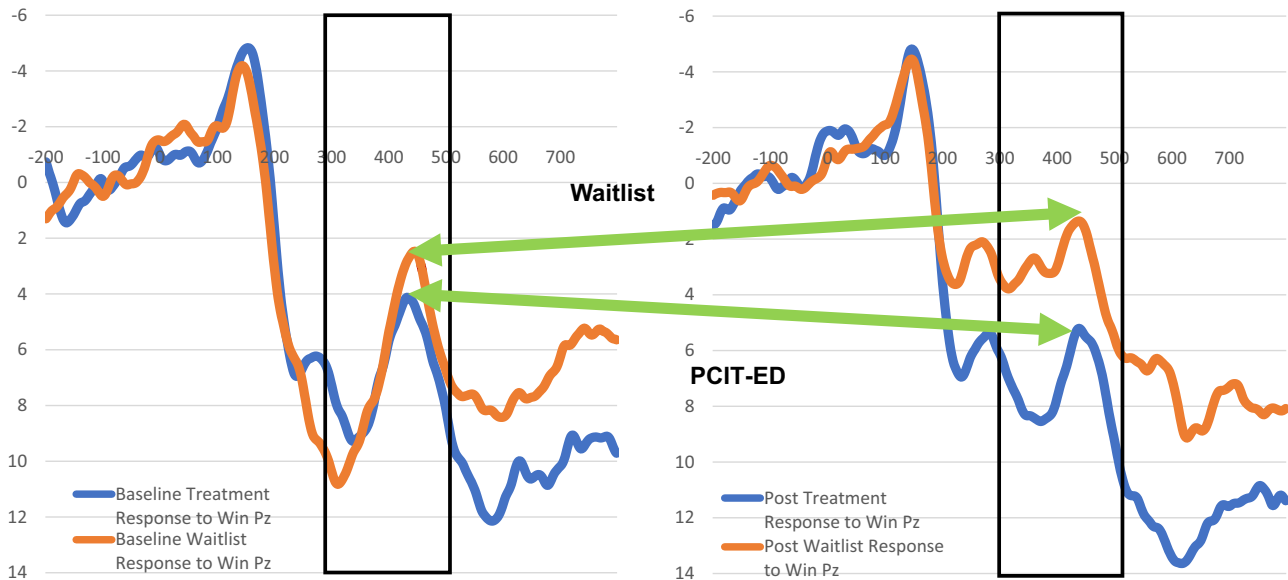 -6
-4
-2
-200 -100 0 100 200 300 400 500 600 700
0
2
4
6
8
10
12
14
Baseline Treatment
Response to Win Pz
Baseline Waitlist
Response to Win Pz
Waitlist
PCIT-ED
-6
-4
-2
-200 -100 0 100 200 300 400 500 600 700
0
2
4
6
8
10
12
14
Post Treatment
Response to Win Pz
Post Waitlist Response
to Win Pz